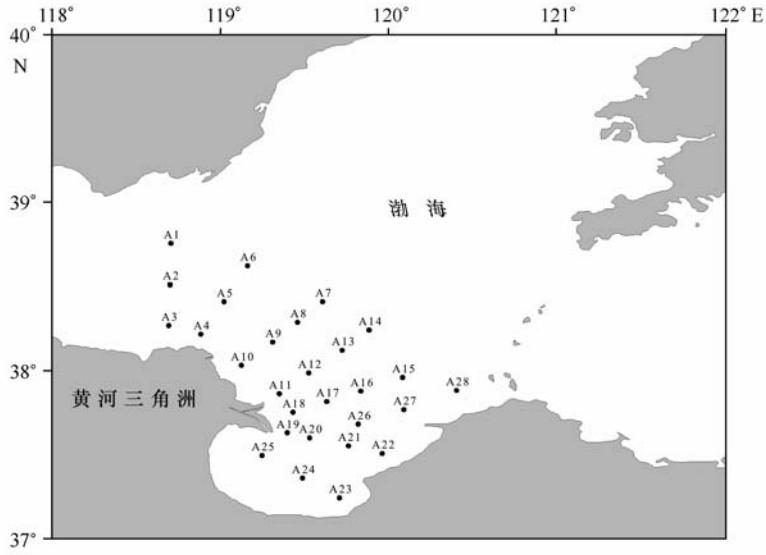 118° 119° 120° 121° 122° E
40°
N
39°
渤 海
A1
A6
A2
A5 A7
A8
A3 A4 A14
A9 A13
A10
38°
A12 A15
A16 A28
黄河三角洲
A11 A17
A18 A27
A26
A19 A20
A21 A22
A25
A24
A23
37°